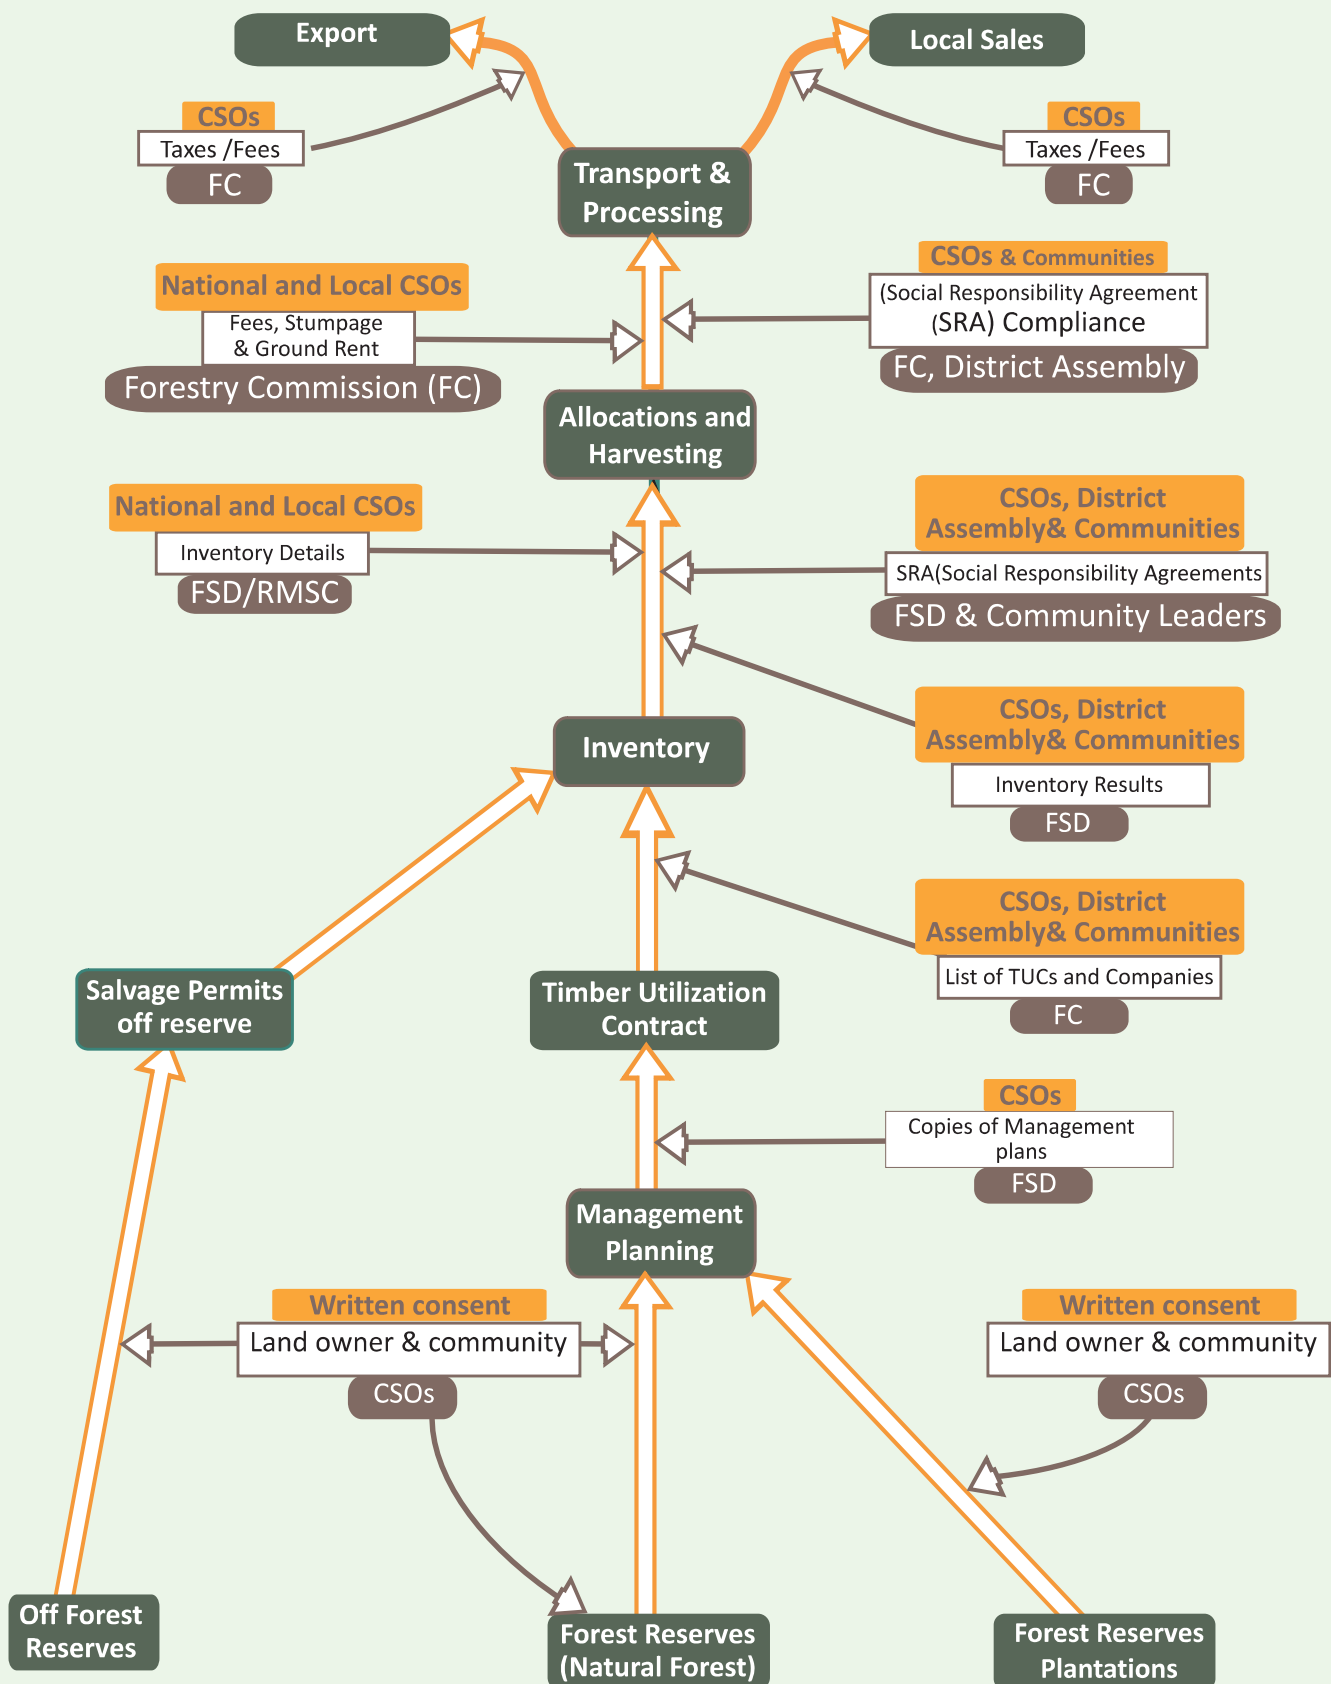 Export
Local Sales
CSOs
Taxes /Fees
FC
CSOs
Taxes /Fees
FC
Transport &
Processing
National and Local CSOs
Fees, Stumpage
& Ground Rent
Forestry Commission (FC)
CSOs & Communities
(Social Responsibility Agreement
(SRA) Compliance
FC, District Assembly
Allocations and
Harvesting
National and Local CSOs
Inventory Details
FSD/RMSC
CSOs, District
Assembly& Communities
SRA(Social Responsibility Agreements
FSD & Community Leaders
CSOs, District
Assembly& Communities
Inventory Results
FSD
Inventory
CSOs, District
Assembly& Communities
List of TUCs and Companies
FC
Salvage Permits
off reserve
Timber Utilization
Contract
CSOs
Copies of Management
plans
FSD
Management
Planning
Written consent
Land owner & community
CSOs
Written consent
Land owner & community
CSOs
Off Forest
Reserves
Forest Reserves
(Natural Forest)
Forest Reserves
Plantations